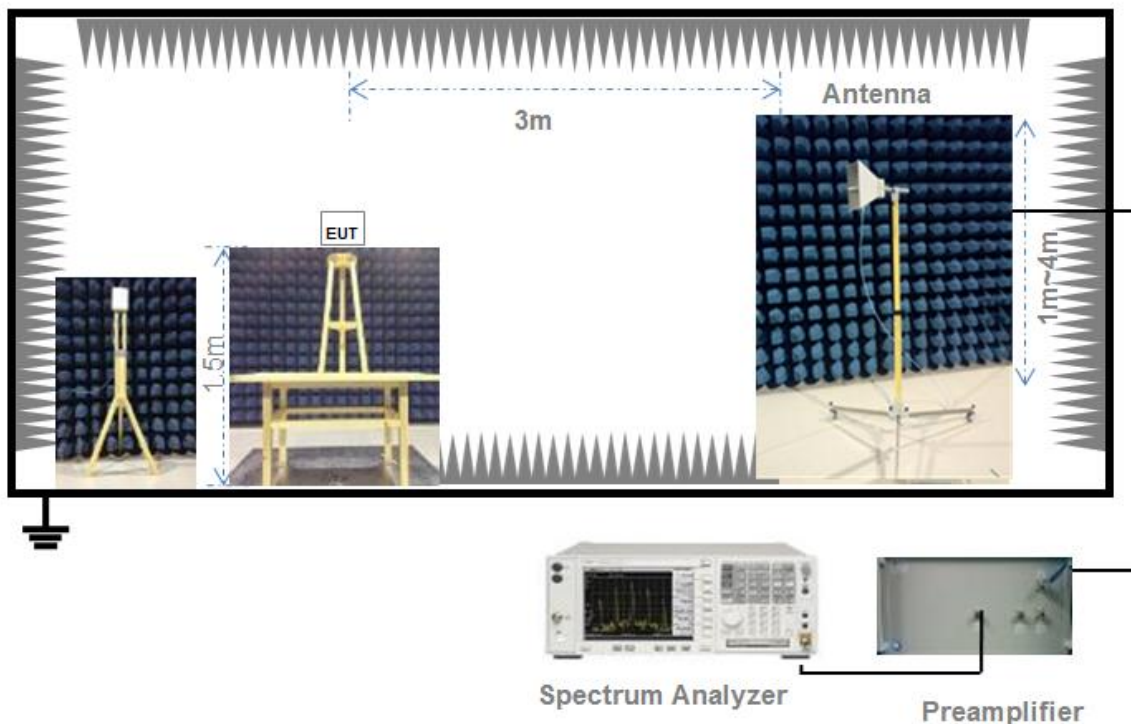 3m
Antenna
EUT
1.5m
1m~4m
Spectrum Analyzer
Preamplifier